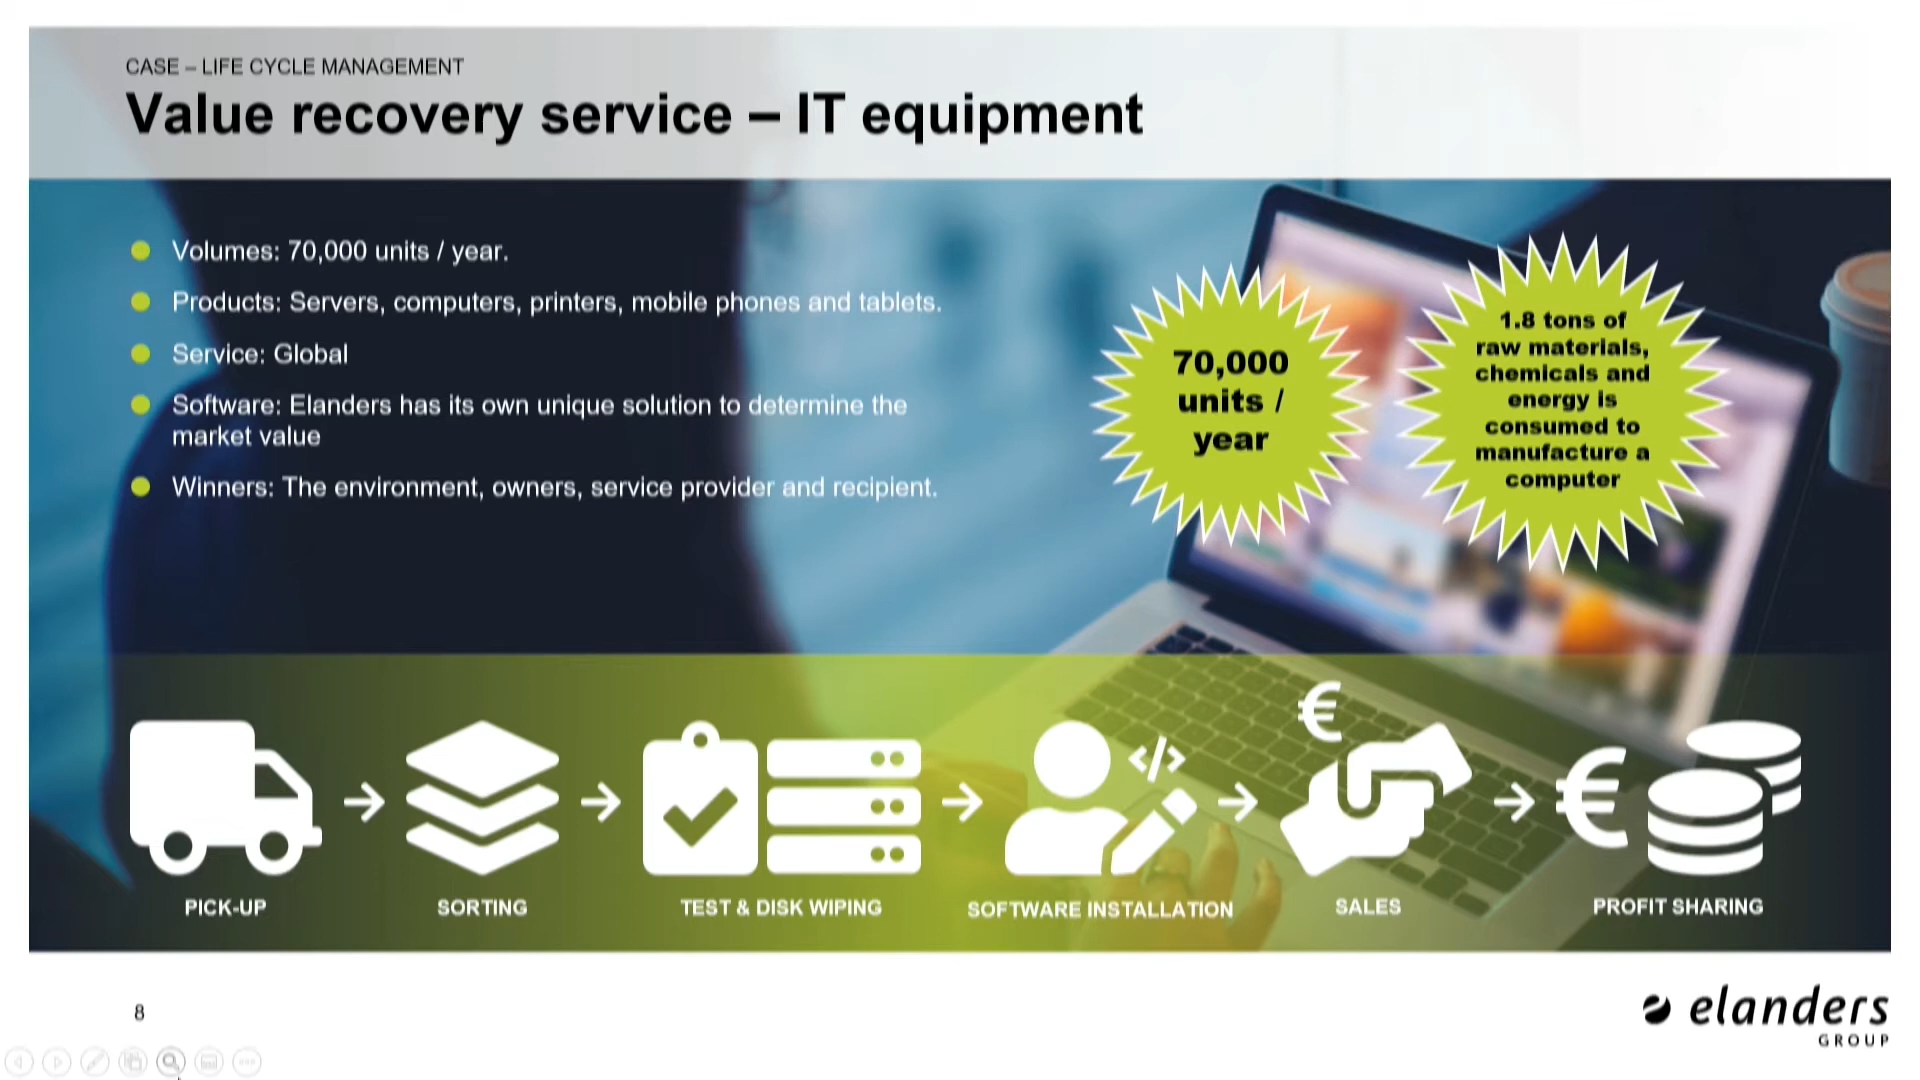 CASE – LIFE CYCLE MANAGEMENT
Value recovery service – IT equipment
Volumes: 70,000 units / year.
Products: Servers, computers, printers, mobile phones and tablets.
Service: Global
Software: Elanders has its own unique solution to determine the
market value
Winners: The environment, owners, service provider and recipient.
70,000
units /
year
1.8 tons of
raw materials,
chemicals and
energy is
consumed to
manufacture a
computer
€
</>
€
PICK-UP
SORTING
TEST & DISK WIPING
SOFTWARE INSTALLATION
SALES
PROFIT SHARING
8
elanders
GROUP